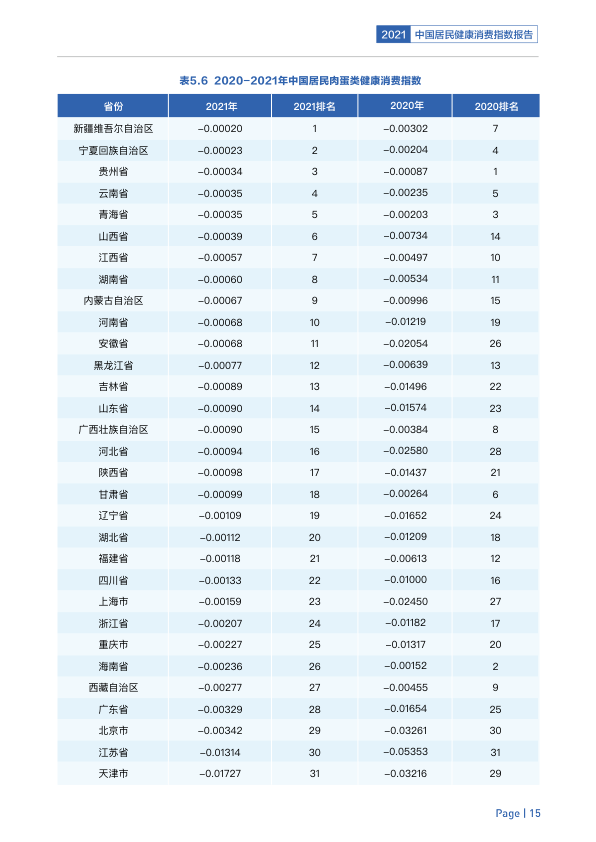 2021 中国居民健康消费指数报告
表5.6 2020-2021年中国居民肉蛋类健康消费指数
省份 2021年 2021排名 2020年 2020排名
新疆维吾尔自治区 -0.00020 1 -0.00302 7
宁夏回族自治区 -0.00023 2 -0.00204 4
贵州省 -0.00034 3 -0.00087 1
云南省 -0.00035 4 -0.00235 5
青海省 -0.00035 5 -0.00203 3
山西省 -0.00039 6 -0.00734 14
江西省 -0.00057 7 -0.00497 10
湖南省 -0.00060 8 -0.00534 11
内蒙古自治区 -0.00067 9 -0.00996 15
河南省 -0.00068 10 -0.01219 19
安徽省 -0.00068 11 -0.02054 26
黑龙江省 -0.00077 12 -0.00639 13
吉林省 -0.00089 13 -0.01496 22
山东省 -0.00090 14 -0.01574 23
广西壮族自治区 -0.00090 15 -0.00384 8
河北省 -0.00094 16 -0.02580 28
陕西省 -0.00098 17 -0.01437 21
甘肃省 -0.00099 18 -0.00264 6
辽宁省 -0.00109 19 -0.01652 24
湖北省 -0.00112 20 -0.01209 18
福建省 -0.00118 21 -0.00613 12
四川省 -0.00133 22 -0.01000 16
上海市 -0.00159 23 -0.02450 27
浙江省 -0.00207 24 -0.01182 17
重庆市 -0.00227 25 -0.01317 20
海南省 -0.00236 26 -0.00152 2
西藏自治区 -0.00277 27 -0.00455 9
广东省 -0.00329 28 -0.01654 25
北京市 -0.00342 29 -0.03261 30
江苏省 -0.01314 30 -0.05353 31
天津市 -0.01727 31 -0.03216 29
Page | 15